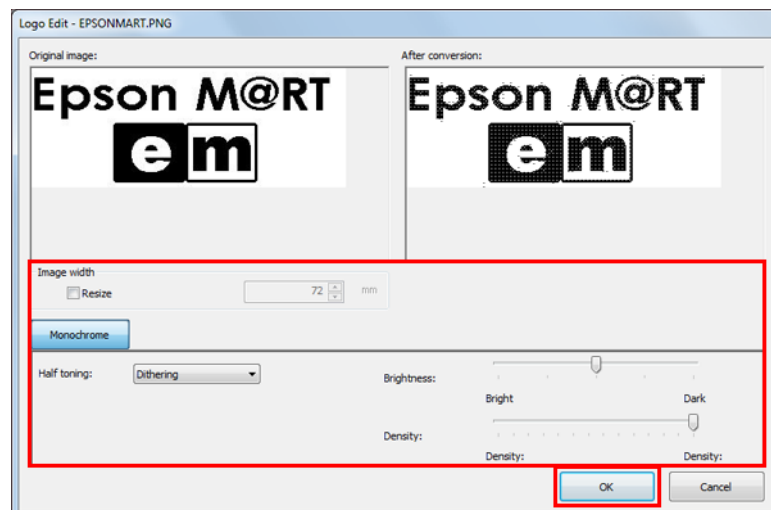 Logo Edit - EPSONMART.PNG
Original image:
After conversion:
Epson M@RT
em
Epson M@RT
em
Image width
Resize
72
mm
Monochrome
Half toning:
Dithering
Brightness:
Bright
Dark
Density:
Density:
Density:
OK
Cancel